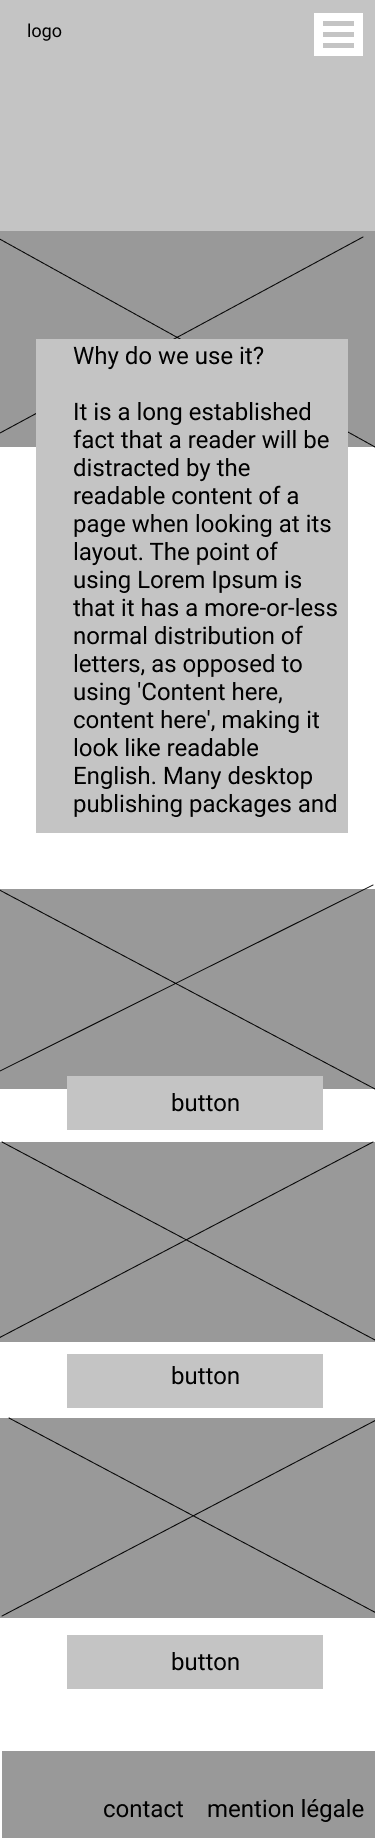 logo
Why do we use it?
It is a long established
fact that a reader will be
distracted by the
readable content of a
page when looking at its
layout. The point of
using Lorem Ipsum is
that it has a more-or-less
normal distribution of
letters, as opposed to
using 'Content here,
content here', making it
look like readable
English. Many desktop
publishing packages and
button
button
button
contact mention légale